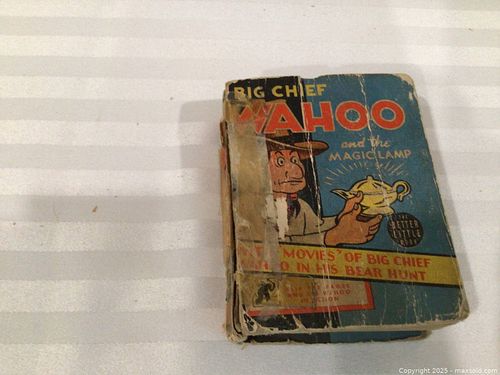 BIG CHIEF
WAHOO
and the
MAGIC LAMP
THE
BETTER
LITTLE
BOOK
MOVIES" OF BIG CHIEF
O IN HIS BEAR HUNT
Copyright 2025 - maxsold.com